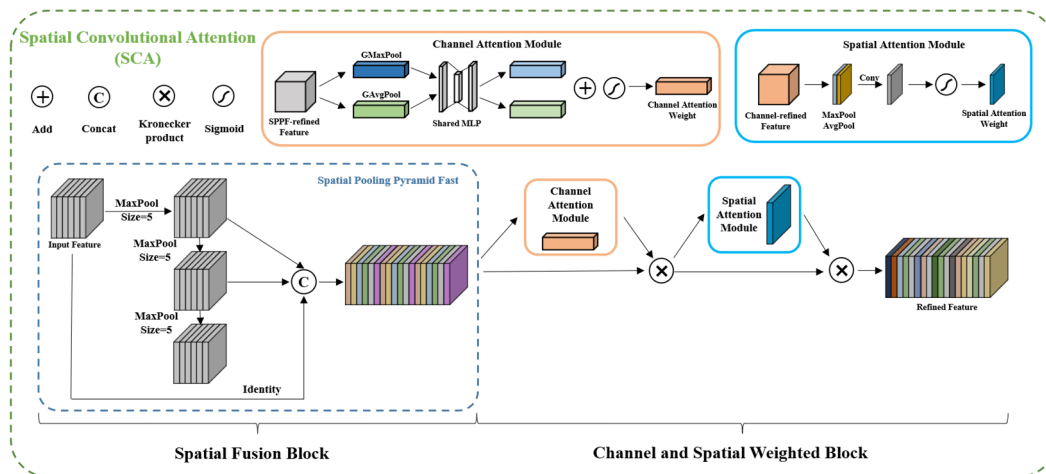 Spatial Convolutional Attention
(SCA)
Add
C
Concat
Kronecker
product
Sigmoid
Channel Attention Module
SPPF-refined
Feature
GMaxPool
GAvgPool
Shared MLP
Channel Attention
Weight
Spatial Attention Module
Channel-refined
Feature
MaxPool
AvgPool
Conv
Spatial Attention
Weight
Spatial Pooling Pyramid Fast
Input Feature
MaxPool
Size=5
MaxPool
Size=5
MaxPool
Size=5
C
Identity
Channel
Attention
Module
Spatial
Attention
Module
Refined Feature
Spatial Fusion Block
Channel and Spatial Weighted Block